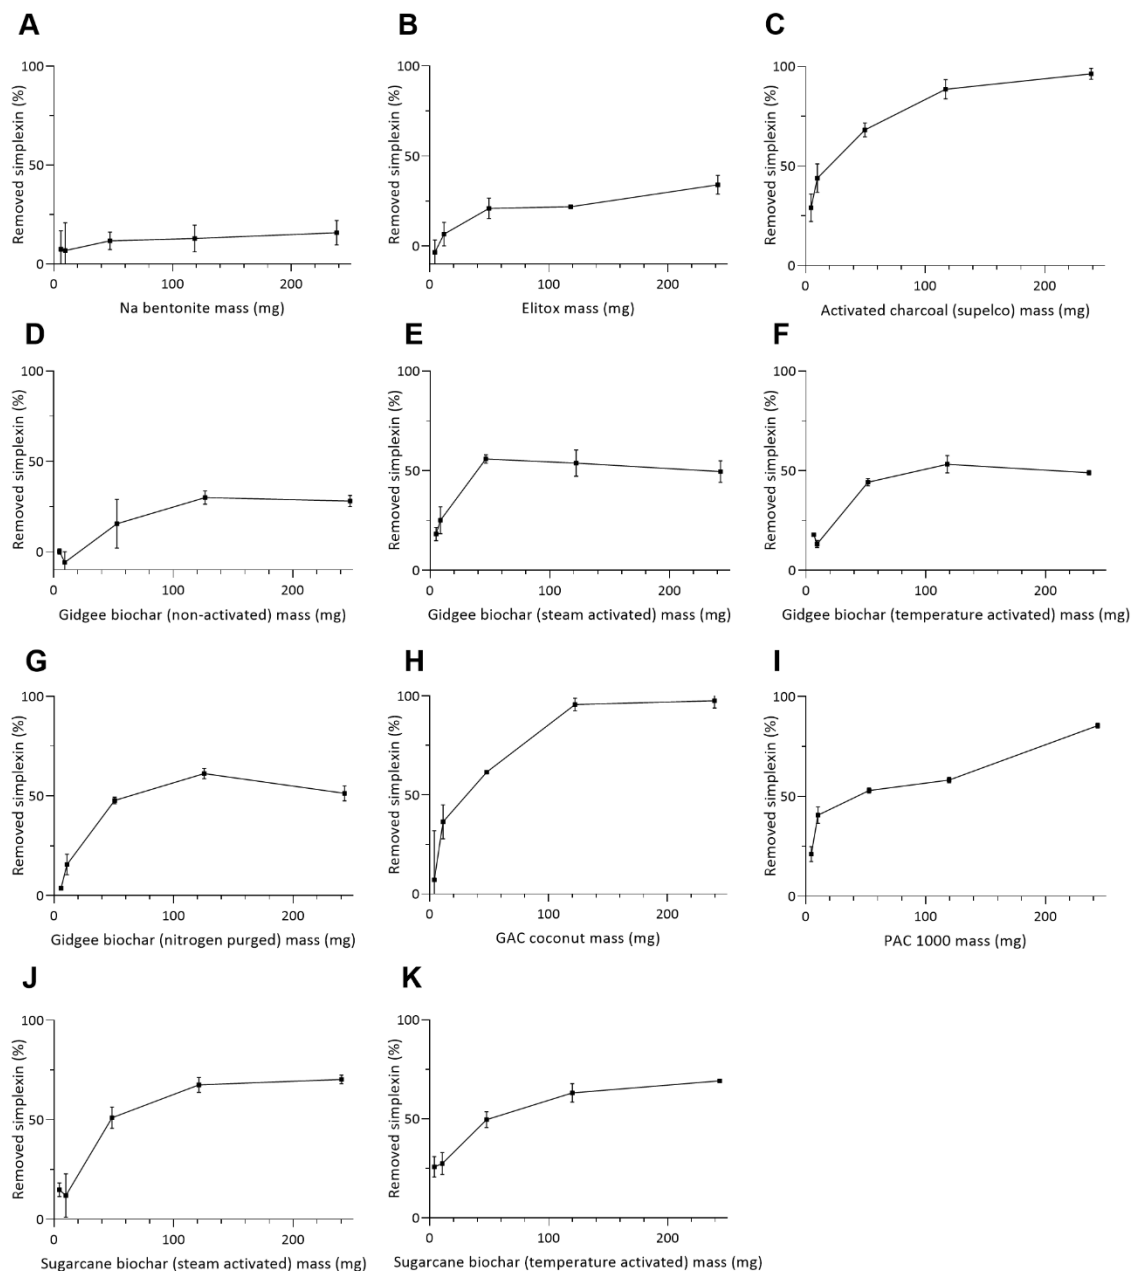 A
B
C
Removed simplexin (%)
100
50
0
0
100
200
Na bentonite mass (mg)
Removed simplexin (%)
100
50
0
0
100
200
Elitox mass (mg)
Removed simplexin (%)
100
50
0
0
100
200
Activated charcoal (supelco) mass (mg)
D
E
F
Removed simplexin (%)
100
50
0
0
100
200
Gidgee biochar (non-activated) mass (mg)
Removed simplexin (%)
100
50
0
0
100
200
Gidgee biochar (steam activated) mass (mg)
Removed simplexin (%)
100
50
0
0
100
200
Gidgee biochar (temperature activated) mass (mg)
G
H
I
Removed simplexin (%)
100
50
0
0
100
200
Gidgee biochar (nitrogen purged) mass (mg)
Removed simplexin (%)
100
50
0
0
100
200
GAC coconut mass (mg)
Removed simplexin (%)
100
50
0
0
100
200
PAC 1000 mass (mg)
J
K
Removed simplexin (%)
100
50
0
0
100
200
Sugarcane biochar (steam activated) mass (mg)
Removed simplexin (%)
100
50
0
0
100
200
Sugarcane biochar (temperature activated) mass (mg)